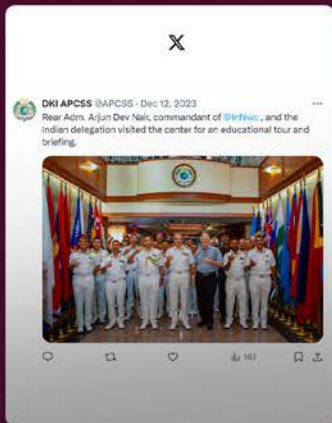 X
DKI APCSS @APCSS · Dec 12, 2023
Rear Adm. Arjun Dev Nair, commandant of @InNwc , and the
Indian delegation visited the center for an educational tour and
briefing.
167